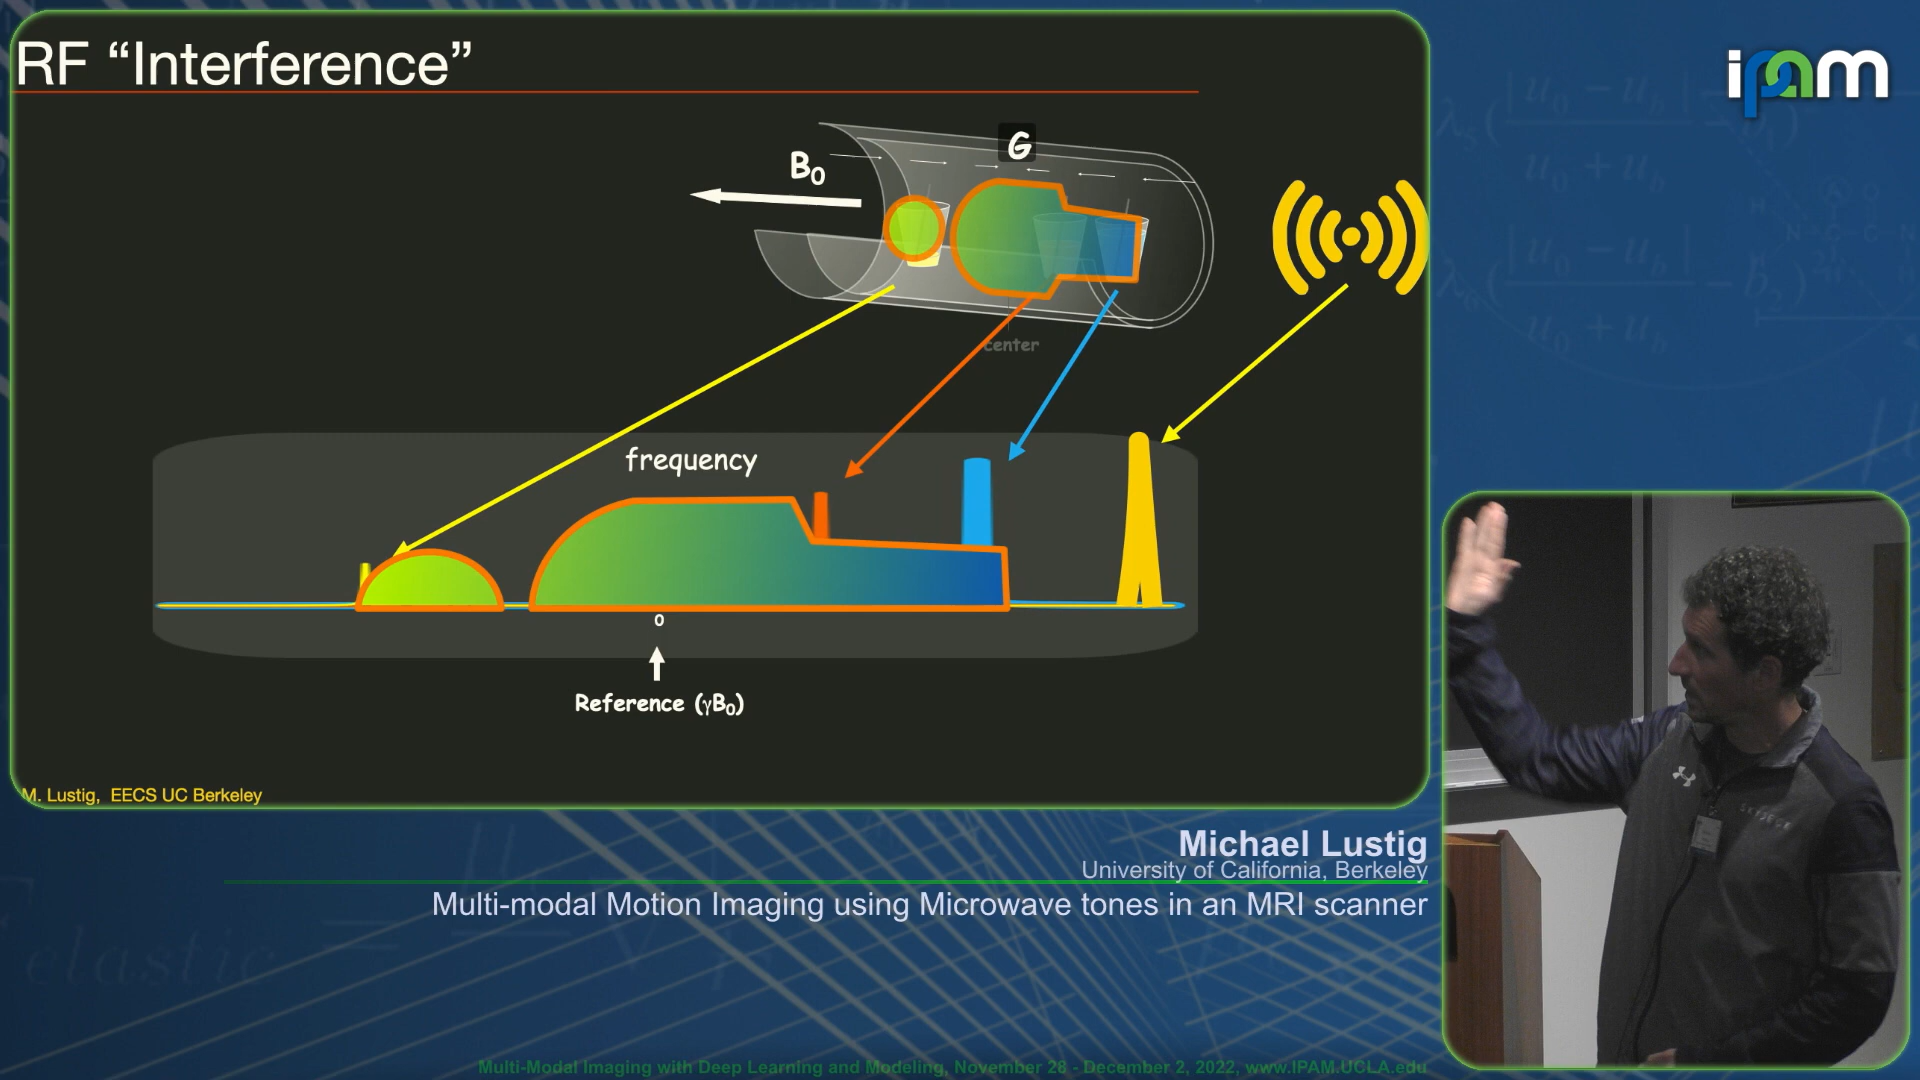 RF “Interference”
ipam
G
B₀
center
frequency
0
Reference (γB₀)
M. Lustig, EECS UC Berkeley
Michael Lustig
University of California, Berkeley
Multi-modal Motion Imaging using Microwave tones in an MRI scanner
elastic
Multi-Modal Imaging with Deep Learning and Modeling, November 28 - December 2, 2022, www.IPAM.UCLA.edu